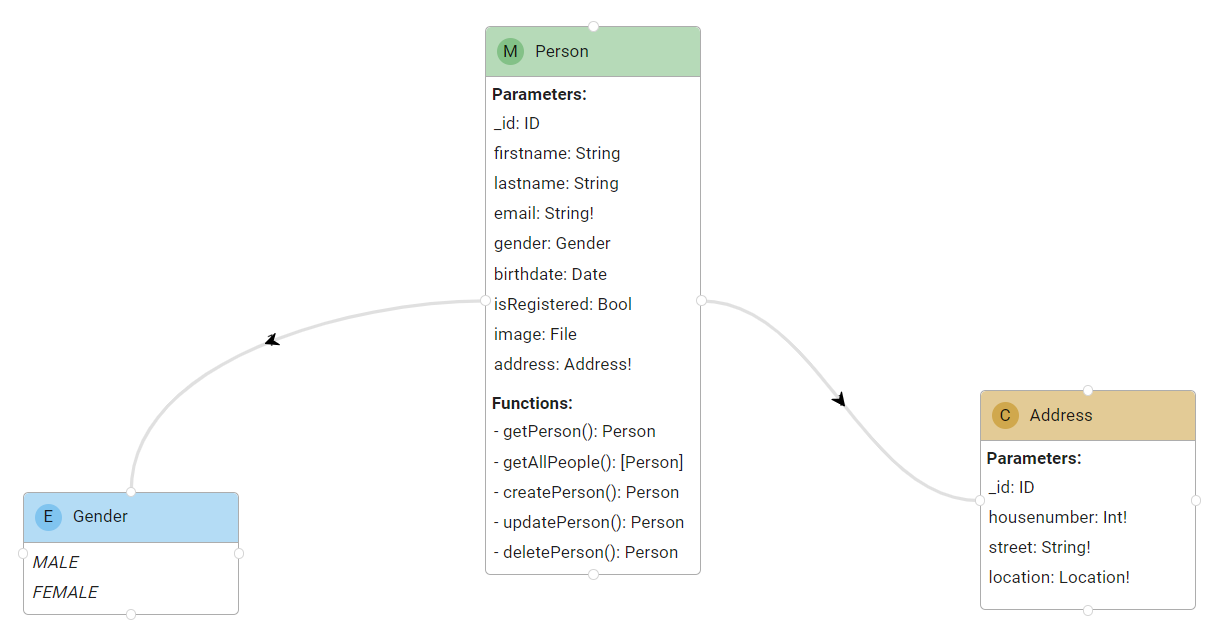 M Person
Parameters:
_id: ID
firstname: String
lastname: String
email: String!
gender: Gender
birthdate: Date
isRegistered: Bool
image: File
address: Address!
Functions:
- getPerson(): Person
- getAllPeople(): [Person]
- createPerson(): Person
- updatePerson(): Person
- deletePerson(): Person
E Gender
MALE
FEMALE
C Address
Parameters:
_id: ID
housenumber: Int!
street: String!
location: Location!